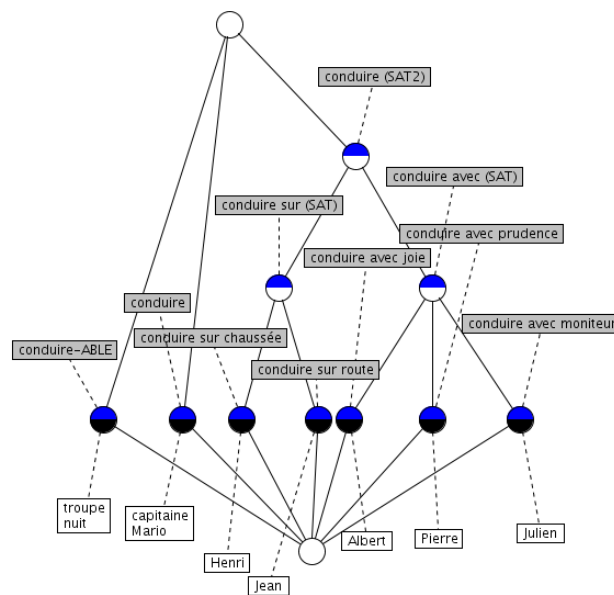 conduire (SAT2)
conduire avec (SAT)
conduire sur (SAT)
conduire avec prudence
conduire avec joie
conduire
conduire avec moniteur
conduire sur chaussée
conduire-ABLE
conduire sur route
troupe
nuit
capitaine
Mario
Henri
Jean
Albert
Pierre
Julien